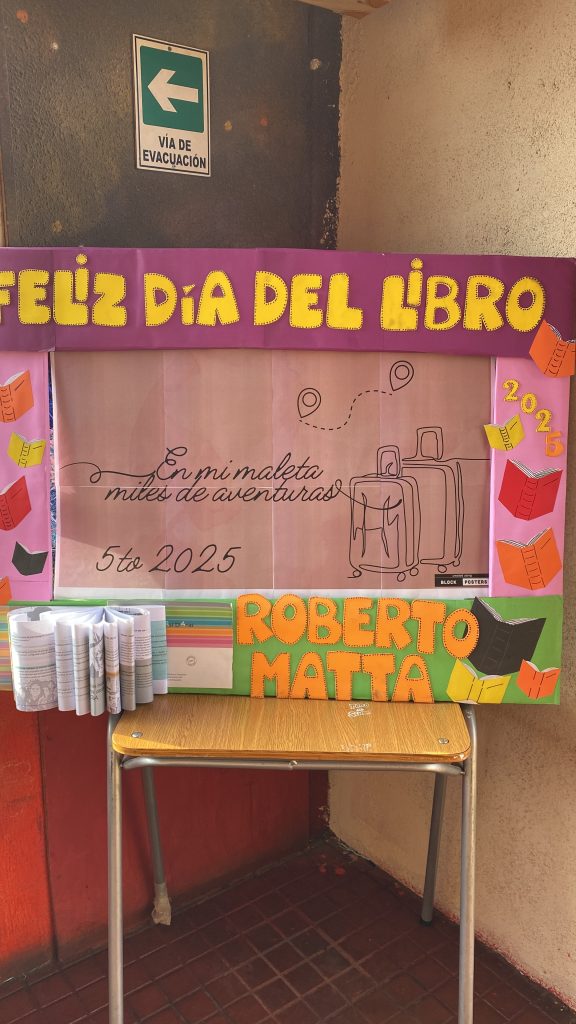 VÍA DE
EVACUACIÓN
FELIZ DÍA DEL LIBRO
2025
En mi maleta
miles de aventuras
5to 2025
BLOCK POSTERS
ROBERTO
MATTA